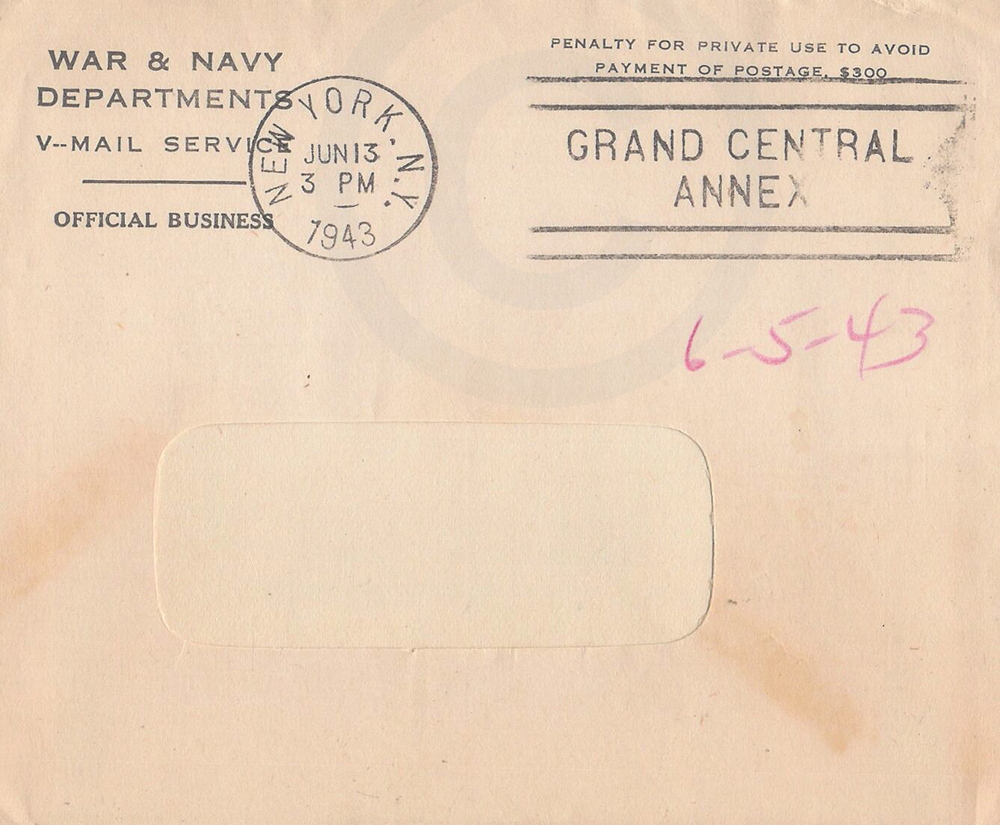 WAR & NAVY
DEPARTMENTS
V--MAIL SERVICE
OFFICIAL BUSINESS
NEW YORK, N.Y.
JUN 13
3 PM
1943
PENALTY FOR PRIVATE USE TO AVOID
PAYMENT OF POSTAGE, $300
GRAND CENTRAL
ANNEX
6-5-43